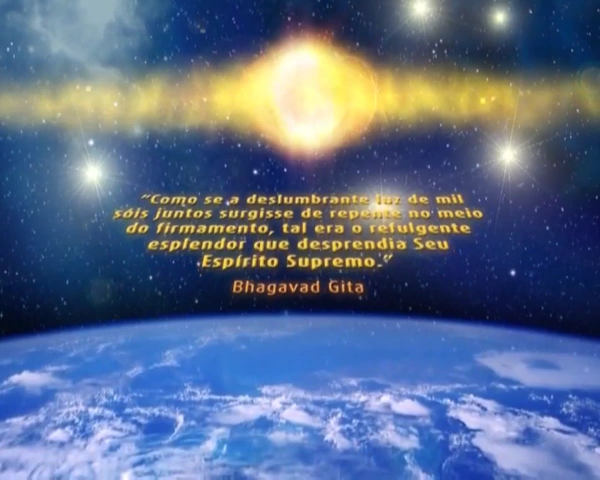 “Como se a deslumbrante luz de mil
sóis juntos surgisse de repente no meio
do firmamento, tal era o refulgente
esplendor que desprendia Seu
Espírito Supremo.”
Bhagavad Gita